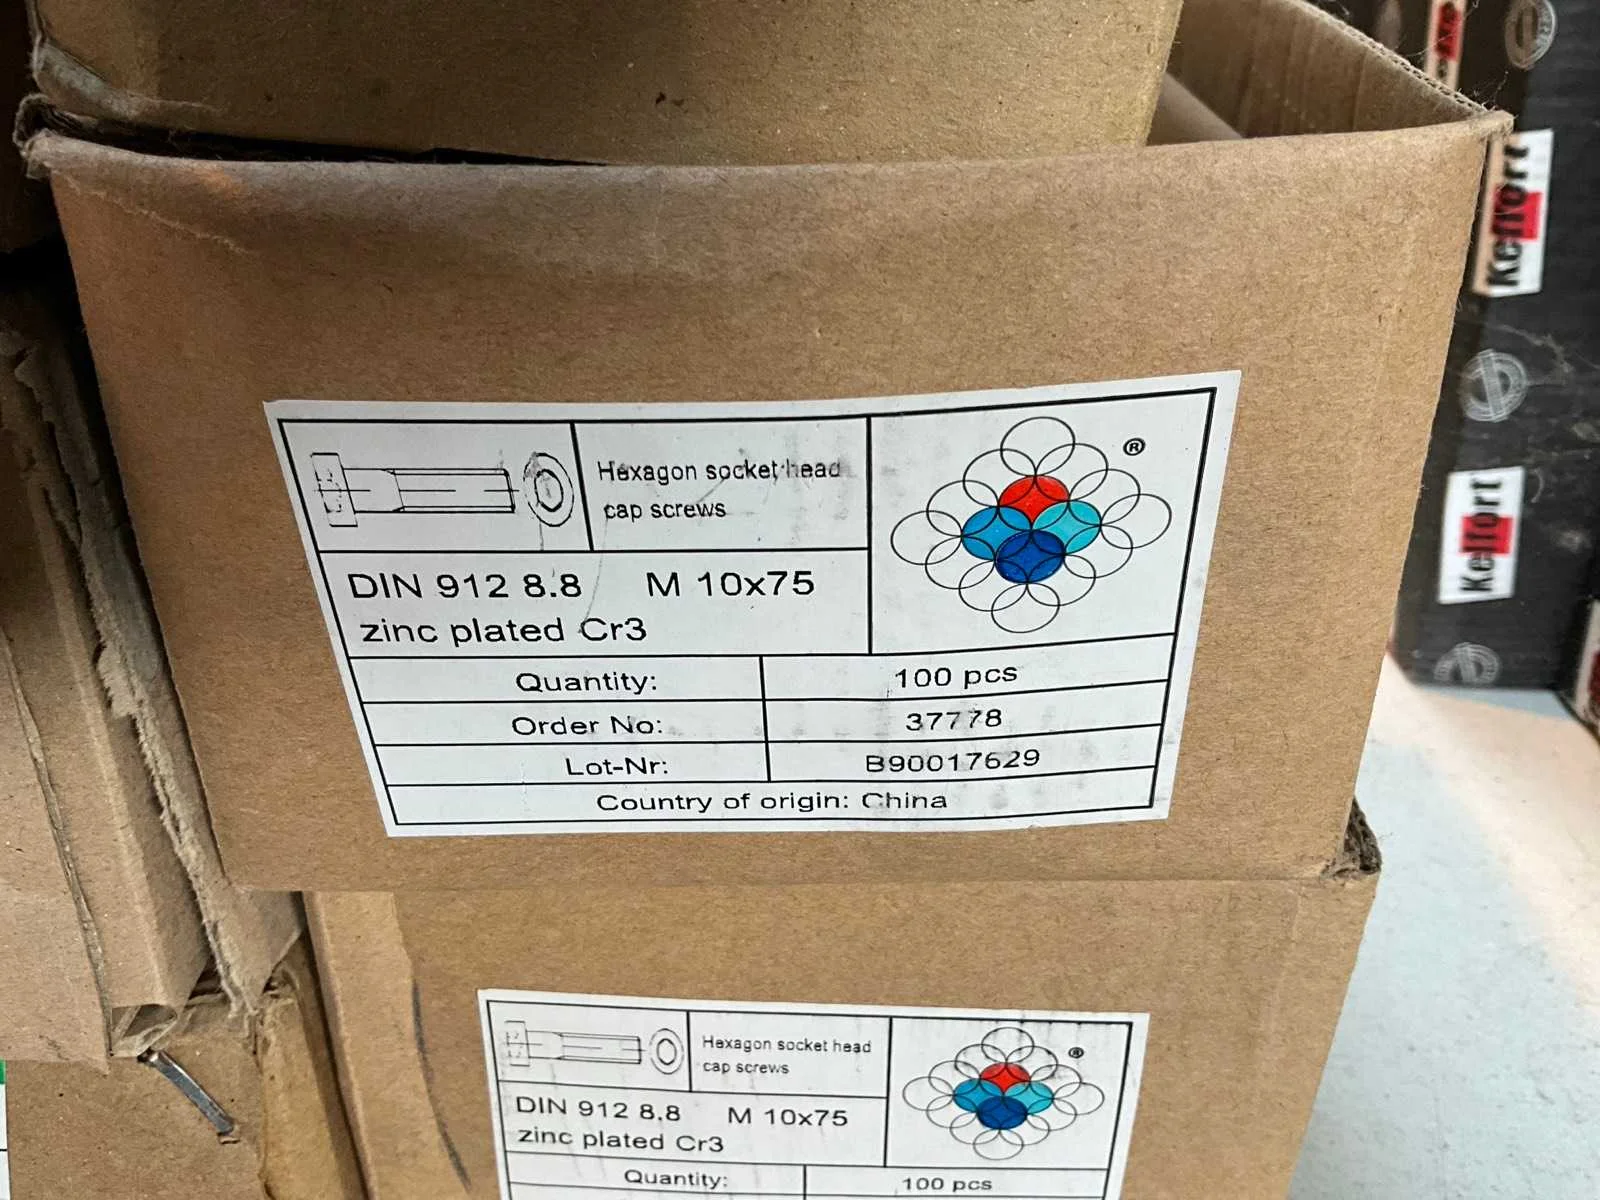 Hexagon socket head
cap screws
®
DIN 912 8.8 M 10x75
zinc plated Cr3
Quantity: 100 pcs
Order No: 37778
Lot-Nr: B90017629
Country of origin: China
Kelfort
Kelfort
Hexagon socket head
cap screws
®
DIN 912 8.8 M 10x75
zinc plated Cr3
Quantity: 100 pcs